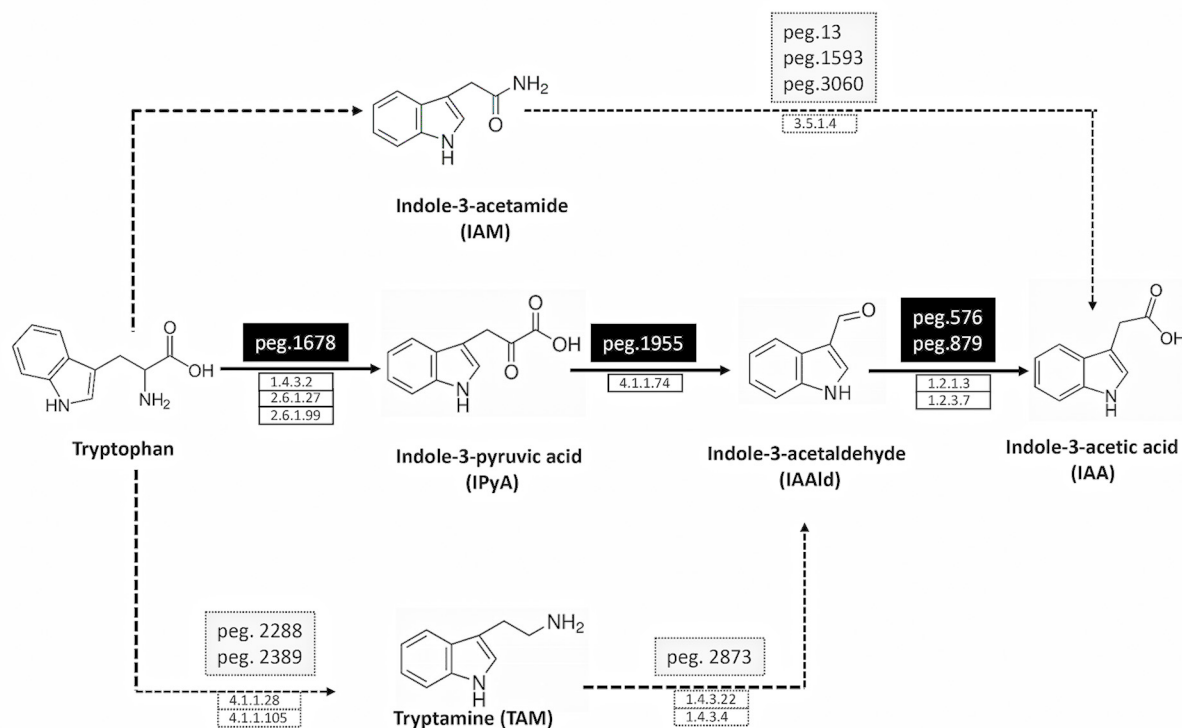 peg.13
peg.1593
peg.3060
3.5.1.4
NH₂
O
N
H
Indole-3-acetamide
(IAM)
O
OH
NH₂
N
H
Tryptophan
peg.1678
1.4.3.2
2.6.1.27
2.6.1.99
O
OH
O
N
H
Indole-3-pyruvic acid
(IPyA)
peg.1955
4.1.1.74
O
NH
Indole-3-acetaldehyde
(IAAld)
peg.576
peg.879
1.2.1.3
1.2.3.7
O
OH
N
H
Indole-3-acetic acid
(IAA)
peg. 2288
peg. 2389
4.1.1.28
4.1.1.105
NH₂
N
H
Tryptamine (TAM)
peg. 2873
1.4.3.22
1.4.3.4